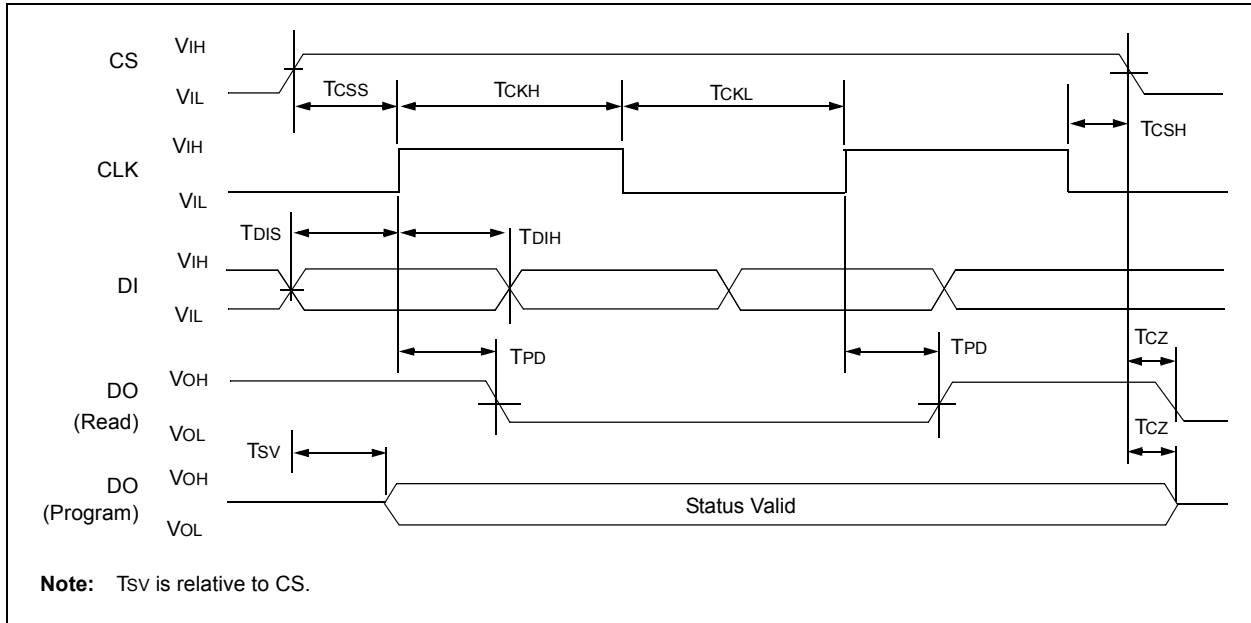 CS
VIH
VIL
TCSS
TCKH
TCKL
TCSH
CLK
VIH
VIL
TDIS
TDIH
DI
VIH
VIL
TPD
TPD
TCZ
DO
(Read)
VOH
VOL
TCZ
TSV
DO
(Program)
VOH
VOL
Status Valid
Note: TSV is relative to CS.